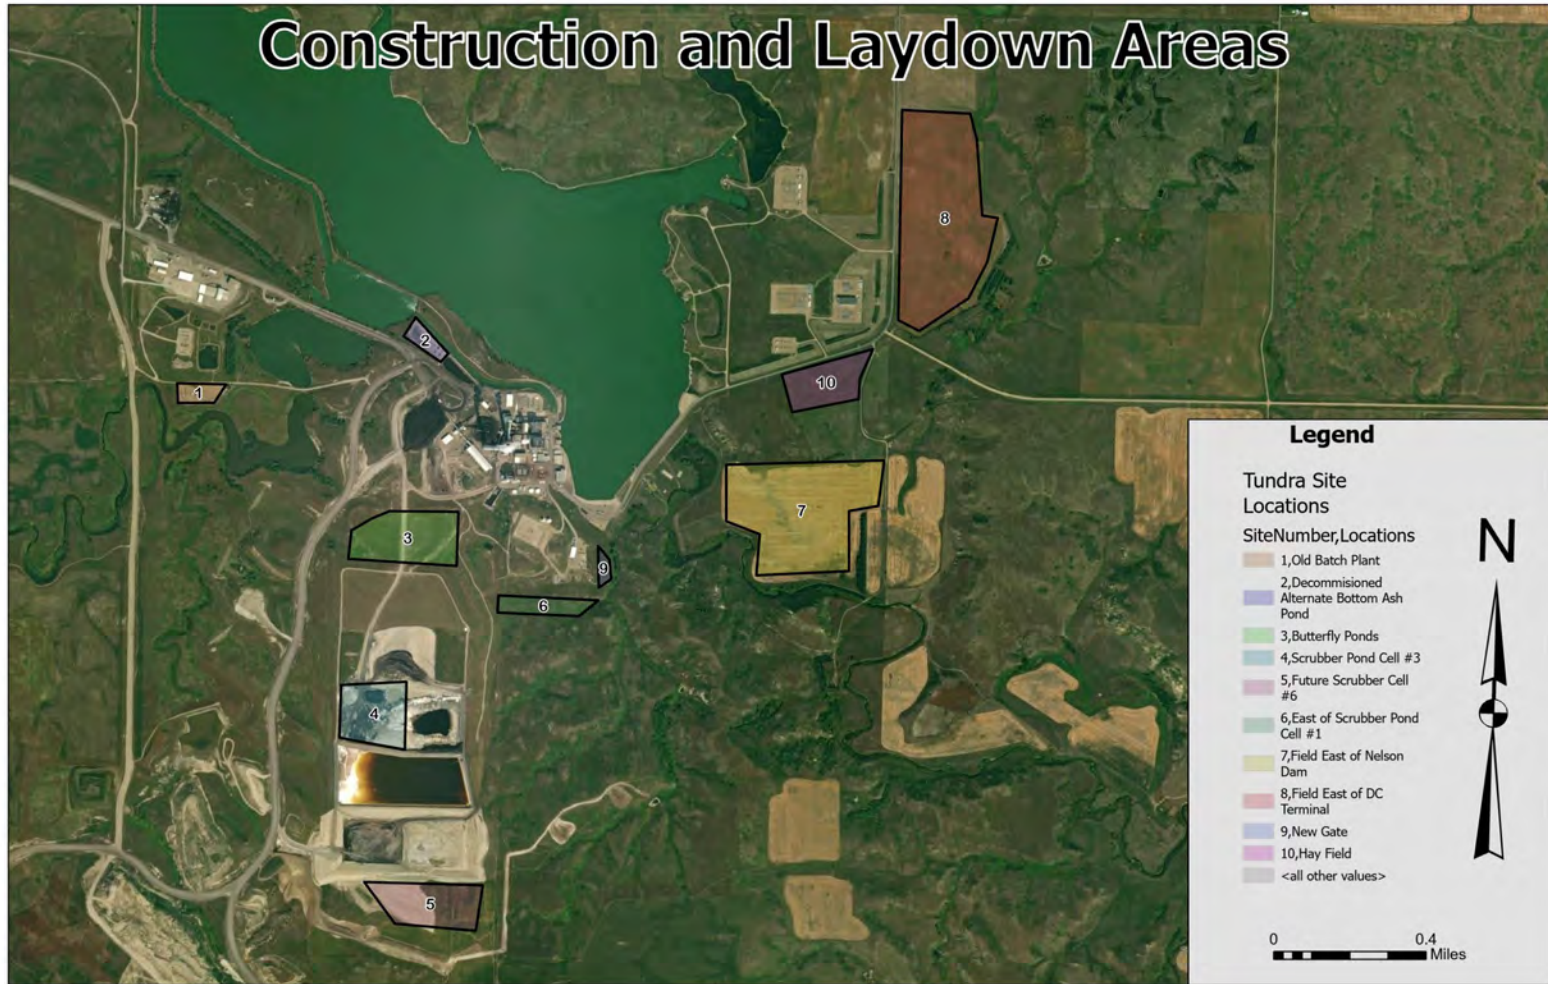 Construction and Laydown Areas
8
2
10
1
7
3
9
6
4
5
Legend
Tundra Site
Locations
SiteNumber,Locations
1,Old Batch Plant
2,Decommisioned
Alternate Bottom Ash
Pond
3,Butterfly Ponds
4,Scrubber Pond Cell #3
5,Future Scrubber Cell
#6
6,East of Scrubber Pond
Cell #1
7,Field East of Nelson
Dam
8,Field East of DC
Terminal
9,New Gate
10,Hay Field
<all other values>
N
0 0.4
Miles